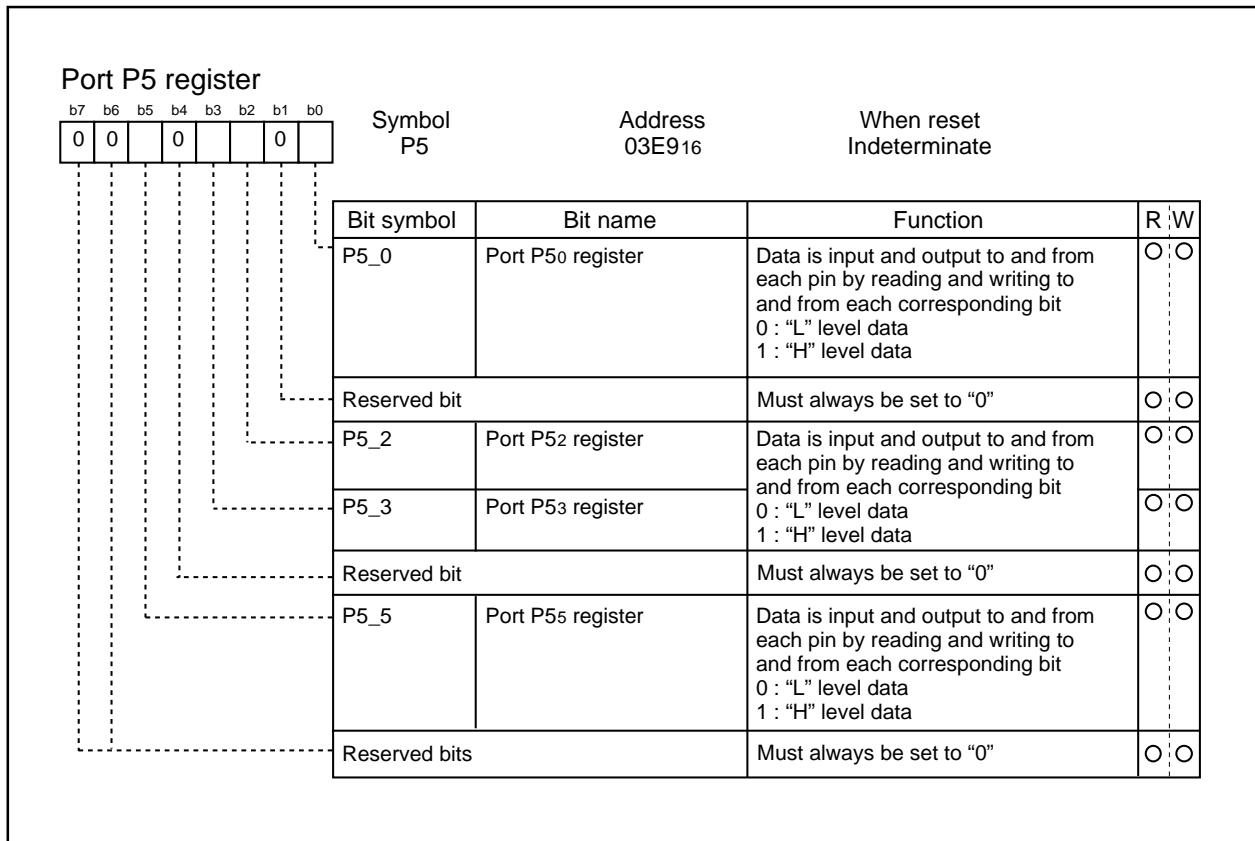 Port P5 register
b7 b6 b5 b4 b3 b2 b1 b0
0 0 0 0
Symbol Address When reset
P5 03E916 Indeterminate
Bit symbol Bit name Function R W
P5_0 Port P50 register Data is input and output to and from
each pin by reading and writing to
and from each corresponding bit
0 : “L” level data
1 : “H” level data
Reserved bit Must always be set to “0”
P5_2 Port P52 register Data is input and output to and from
each pin by reading and writing to
and from each corresponding bit
P5_3 Port P53 register 0 : “L” level data
1 : “H” level data
Reserved bit Must always be set to “0”
P5_5 Port P55 register Data is input and output to and from
each pin by reading and writing to
and from each corresponding bit
0 : “L” level data
1 : “H” level data
Reserved bits Must always be set to “0”